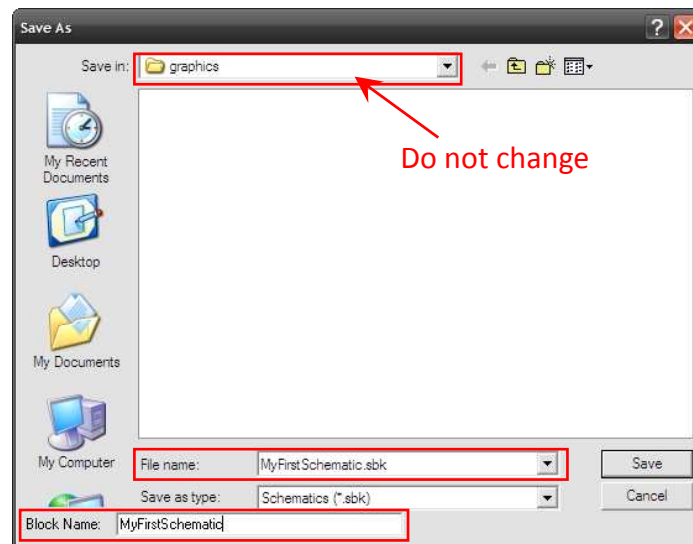 Save As
Save in: graphics
Do not change
My Recent
Documents
Desktop
My Documents
My Computer
File name: MyFirstSchematic.sbk Save
Save as type: Schematics (*.sbk) Cancel
Block Name: MyFirstSchematic